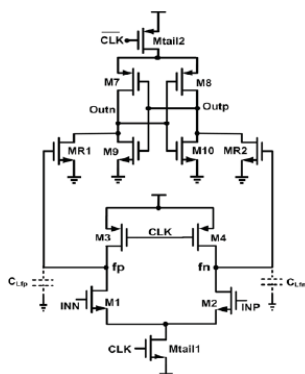 C̅L̅K̅ Mtail2
M7 M8
Outn Outp
MR1 M9 M10 MR2
M3 CLK M4
fp fn
CLfp CLfn
INN M1 M2 INP
CLK Mtail1